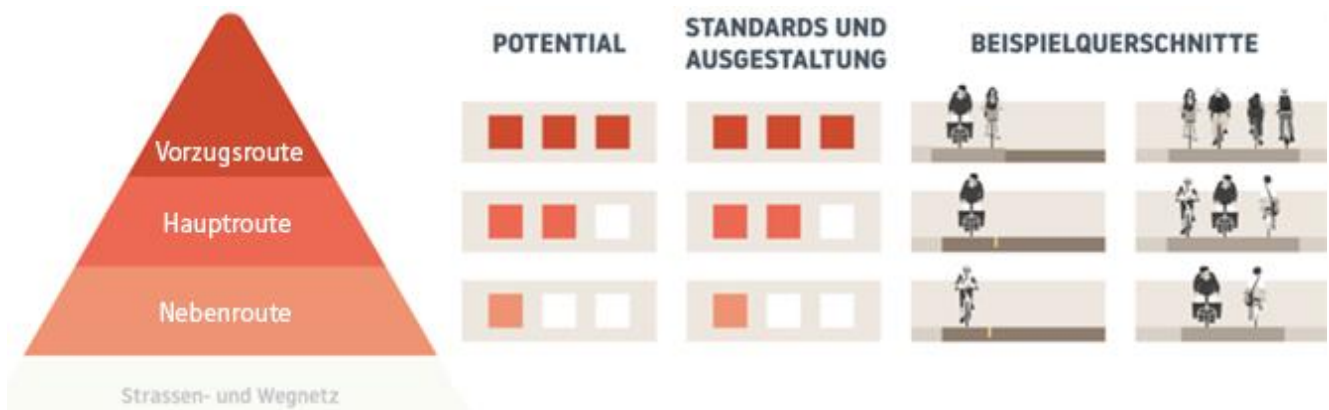 POTENTIAL
STANDARDS UND
AUSGESTALTUNG
BEISPIELQUERSCHNITTE
Vorzugsroute
Hauptroute
Nebenroute
Strassen- und Wegnetz